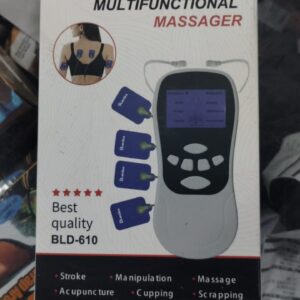 MULTIFUNCTIONAL
MASSAGER
Best
quality
BLD-610
• Stroke • Manipulation • Massage
• Acupuncture • Cupping • Scrapping